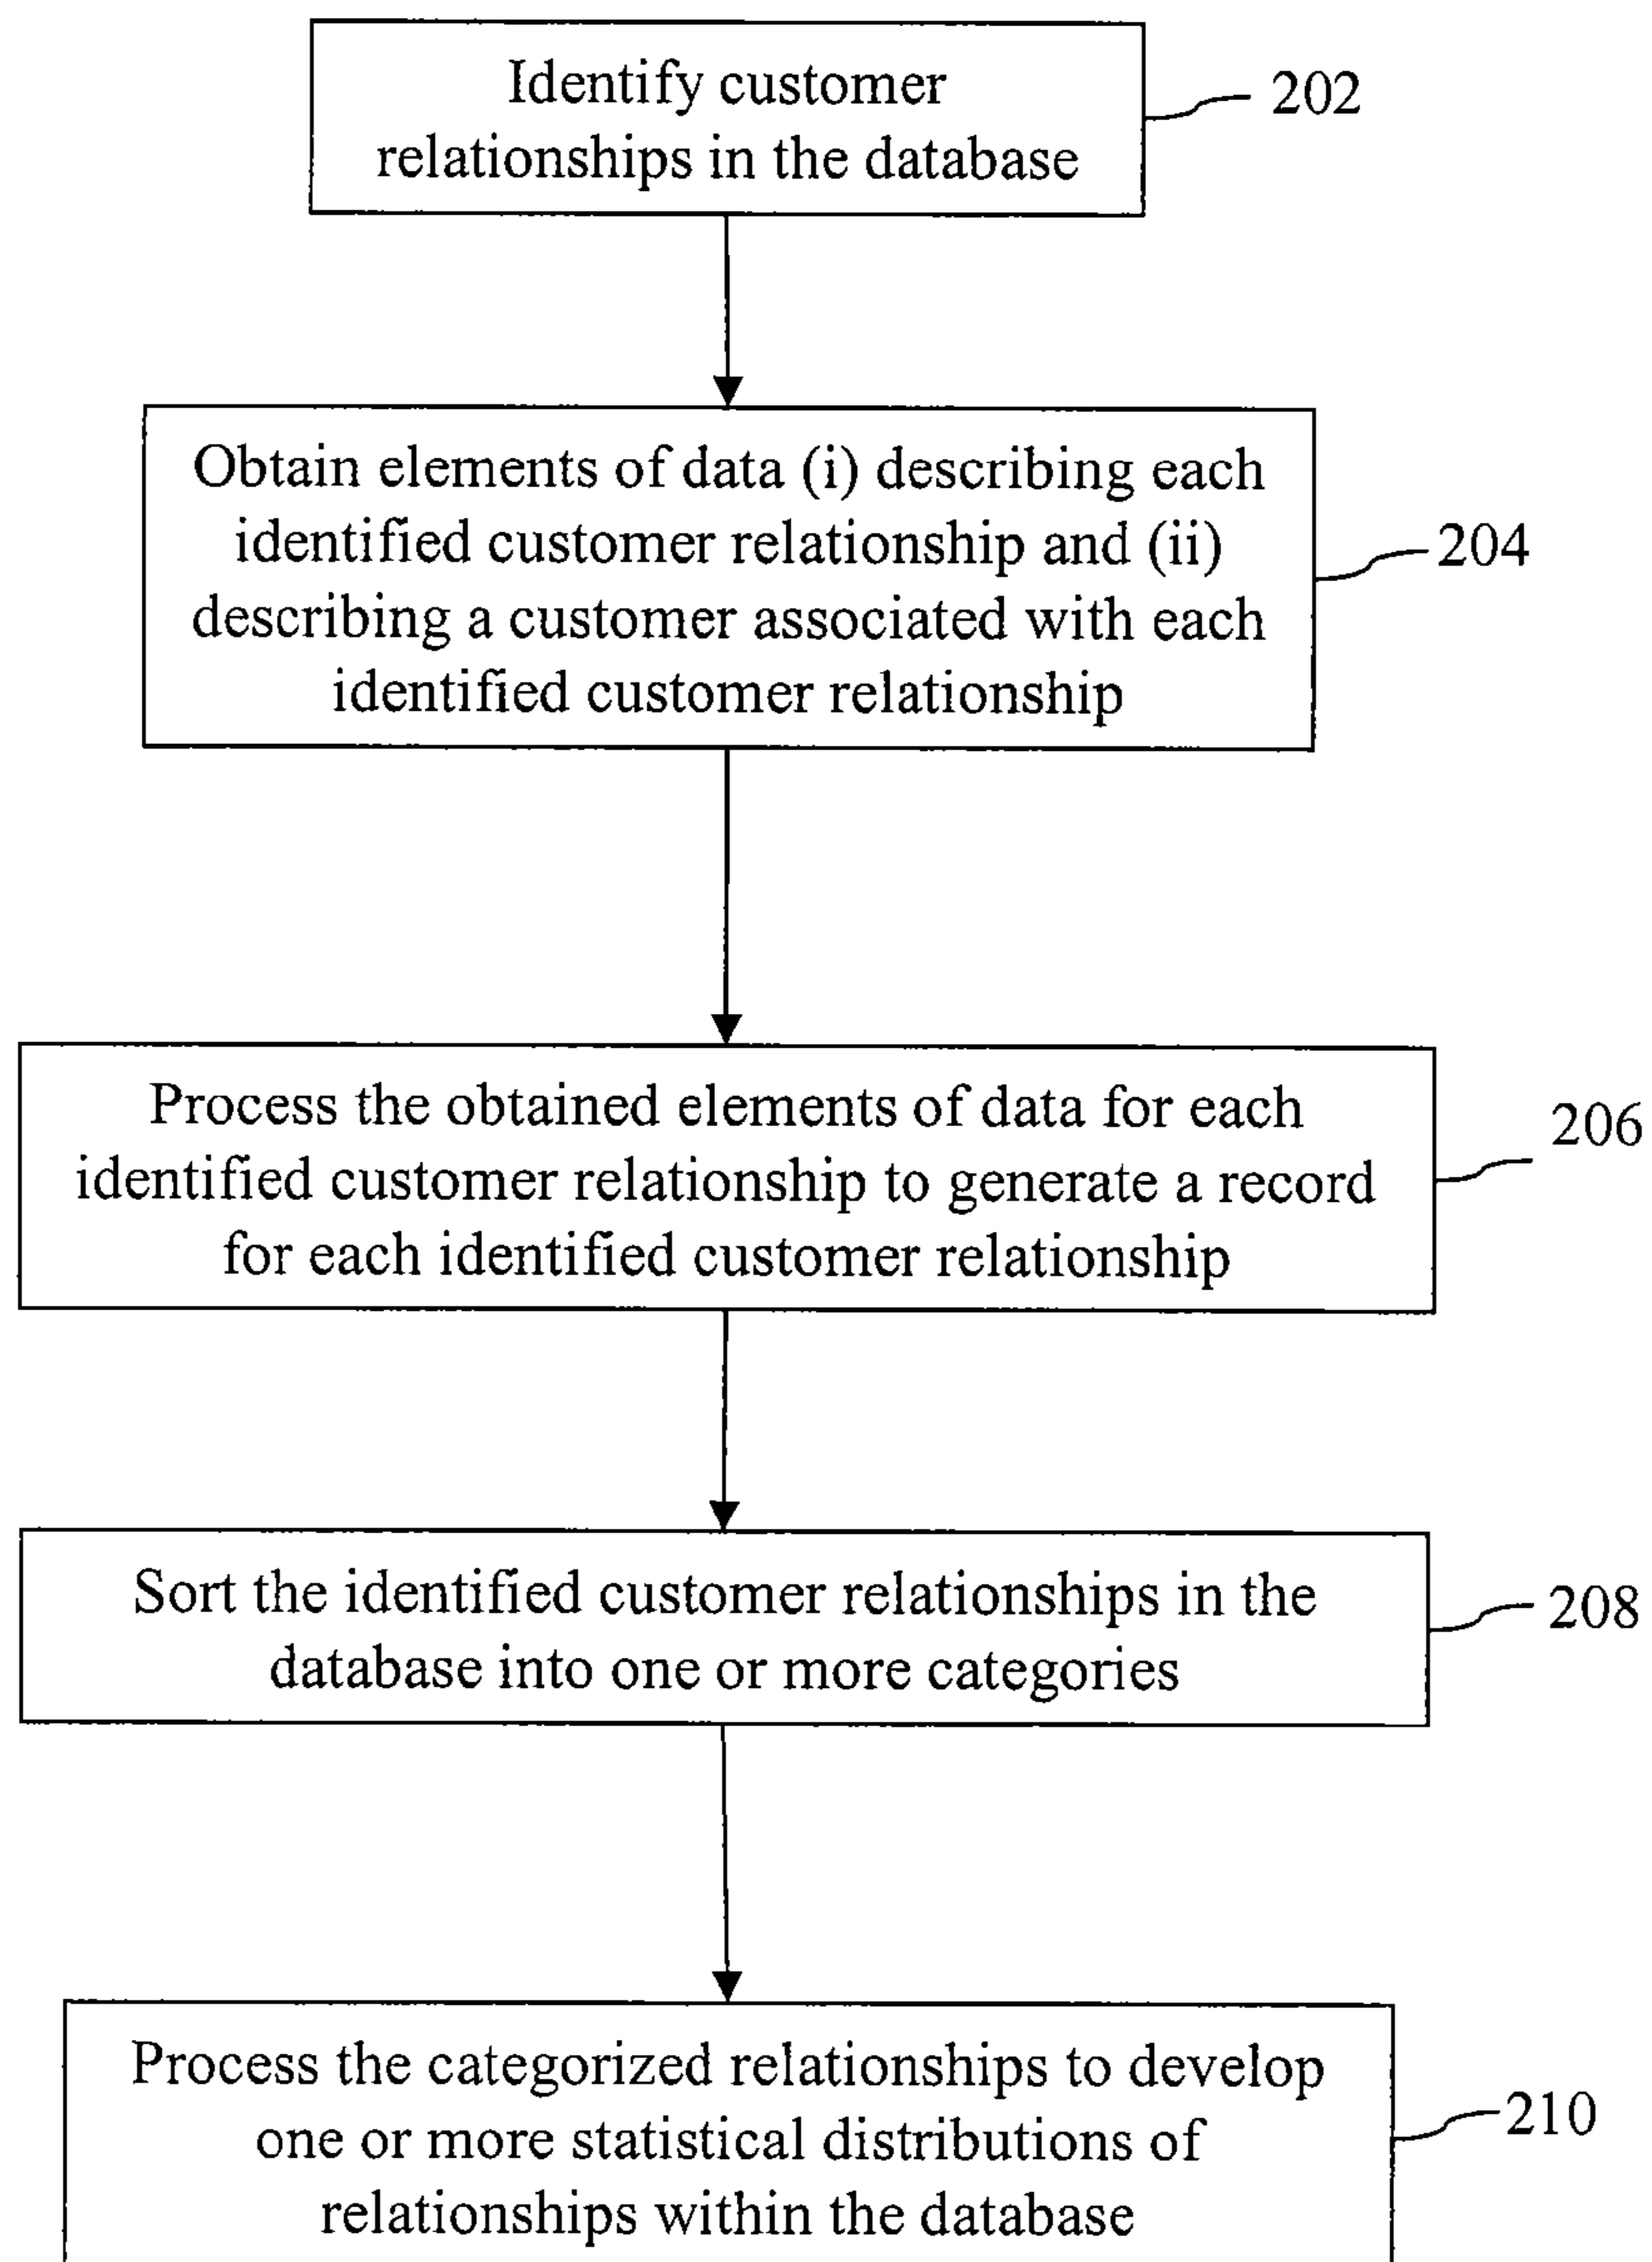 Identify customer
relationships in the database
202
Obtain elements of data (i) describing each
identified customer relationship and (ii)
describing a customer associated with each
identified customer relationship
204
Process the obtained elements of data for each
identified customer relationship to generate a record
for each identified customer relationship
206
Sort the identified customer relationships in the
database into one or more categories
208
Process the categorized relationships to develop
one or more statistical distributions of
relationships within the database
210